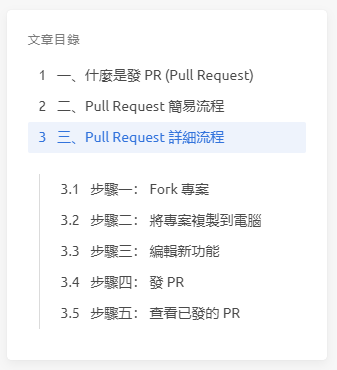 文章目錄
1 一、什麼是發 PR (Pull Request)
2 二、Pull Request 簡易流程
3 三、Pull Request 詳細流程
3.1 步驟一： Fork 專案
3.2 步驟二： 將專案複製到電腦
3.3 步驟三： 編輯新功能
3.4 步驟四： 發 PR
3.5 步驟五： 查看已發的 PR